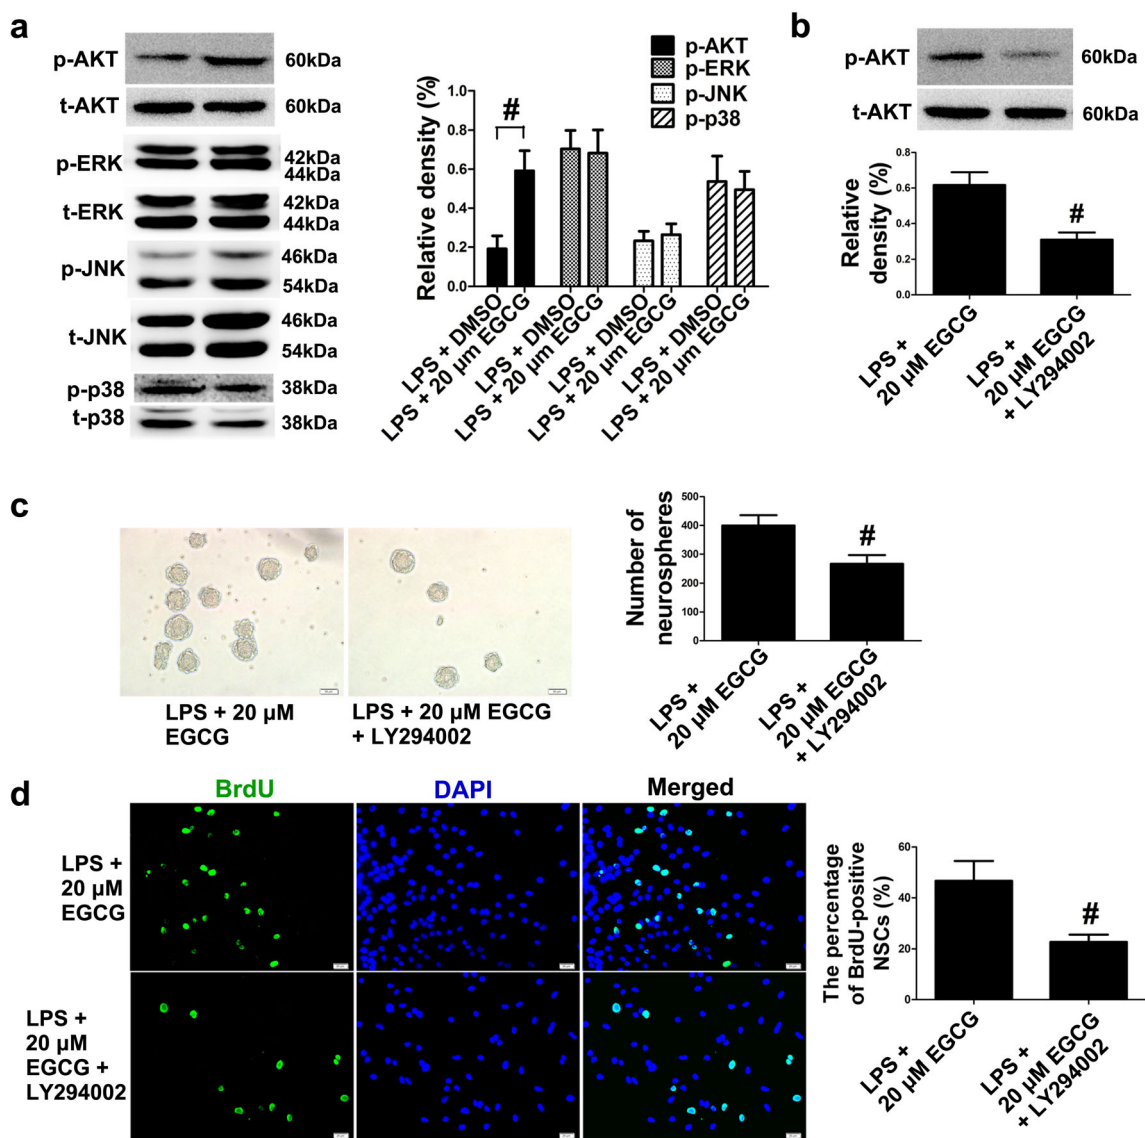 a
p-AKT
60kDa
t-AKT
60kDa
p-ERK
42kDa
44kDa
t-ERK
42kDa
44kDa
p-JNK
46kDa
54kDa
t-JNK
46kDa
54kDa
p-p38
38kDa
t-p38
38kDa
p-AKT
p-ERK
p-JNK
p-p38
Relative density (%)
1.0
0.8
0.6
0.4
0.2
0.0
#
LPS + DMSO
LPS + 20 µm EGCG
LPS + DMSO
LPS + 20 µm EGCG
LPS + DMSO
LPS + 20 µm EGCG
LPS + DMSO
LPS + 20 µm EGCG
b
p-AKT
60kDa
t-AKT
60kDa
Relative
density (%)
0.8
0.6
0.4
0.2
0.0
#
LPS +
20 µM EGCG
LPS +
20 µM EGCG
+ LY294002
c
LPS + 20 µM
EGCG
LPS + 20 µM EGCG
+ LY294002
Number of
neurospheres
500
400
300
200
100
0
#
LPS +
20 µM EGCG
LPS +
20 µM EGCG
+ LY294002
d
BrdU
DAPI
Merged
LPS +
20 µM
EGCG
LPS +
20 µM
EGCG +
LY294002
The percentage
of BrdU-positive
NSCs (%)
60
40
20
0
#
LPS +
20 µM EGCG
LPS +
20 µM EGCG
+ LY294002